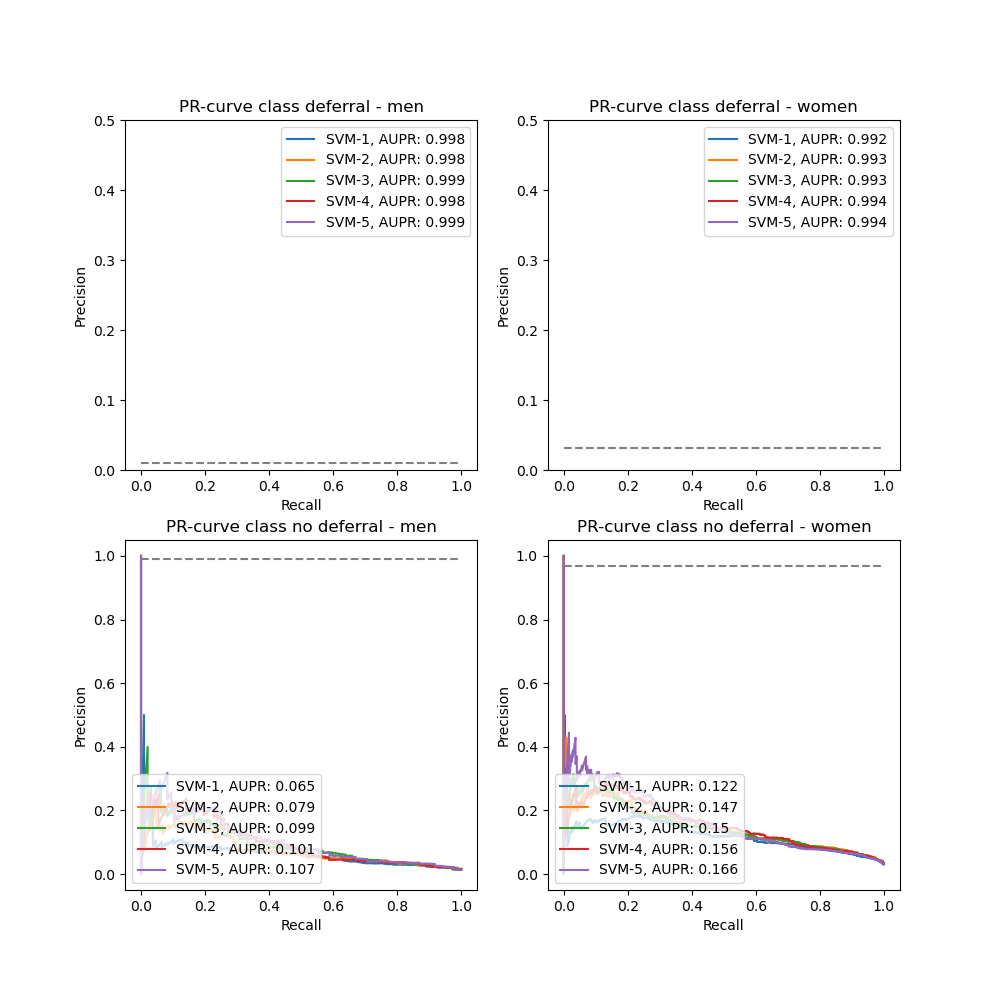 PR-curve class deferral - men
0.5
0.4
0.3
0.2
0.1
0.0
Precision
SVM-1, AUPR: 0.998
SVM-2, AUPR: 0.998
SVM-3, AUPR: 0.999
SVM-4, AUPR: 0.998
SVM-5, AUPR: 0.999
0.0 0.2 0.4 0.6 0.8 1.0
Recall
PR-curve class deferral - women
0.5
0.4
0.3
0.2
0.1
0.0
Precision
SVM-1, AUPR: 0.992
SVM-2, AUPR: 0.993
SVM-3, AUPR: 0.993
SVM-4, AUPR: 0.994
SVM-5, AUPR: 0.994
0.0 0.2 0.4 0.6 0.8 1.0
Recall
PR-curve class no deferral - men
1.0
0.8
0.6
0.4
0.2
0.0
Precision
SVM-1, AUPR: 0.065
SVM-2, AUPR: 0.079
SVM-3, AUPR: 0.099
SVM-4, AUPR: 0.101
SVM-5, AUPR: 0.107
0.0 0.2 0.4 0.6 0.8 1.0
Recall
PR-curve class no deferral - women
1.0
0.8
0.6
0.4
0.2
0.0
Precision
SVM-1, AUPR: 0.122
SVM-2, AUPR: 0.147
SVM-3, AUPR: 0.15
SVM-4, AUPR: 0.156
SVM-5, AUPR: 0.166
0.0 0.2 0.4 0.6 0.8 1.0
Recall